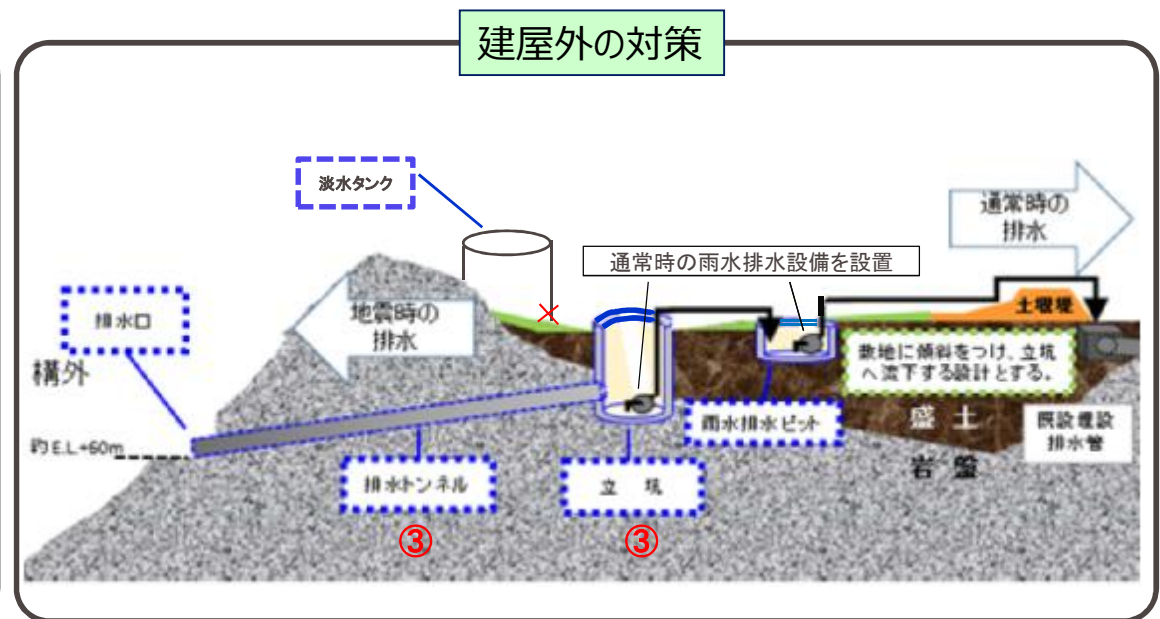 建屋外の対策
淡水タンク
通常時の
排水
通常時の雨水排水設備を設置
排水口
地震時の
排水
土堰堤
構外
敷地に傾斜をつけ、立坑
へ流下する設計とする。
雨水排水ピット
盛土
既設埋設
排水管
約E.L+60m
岩盤
排水トンネル
立 坑
③
③